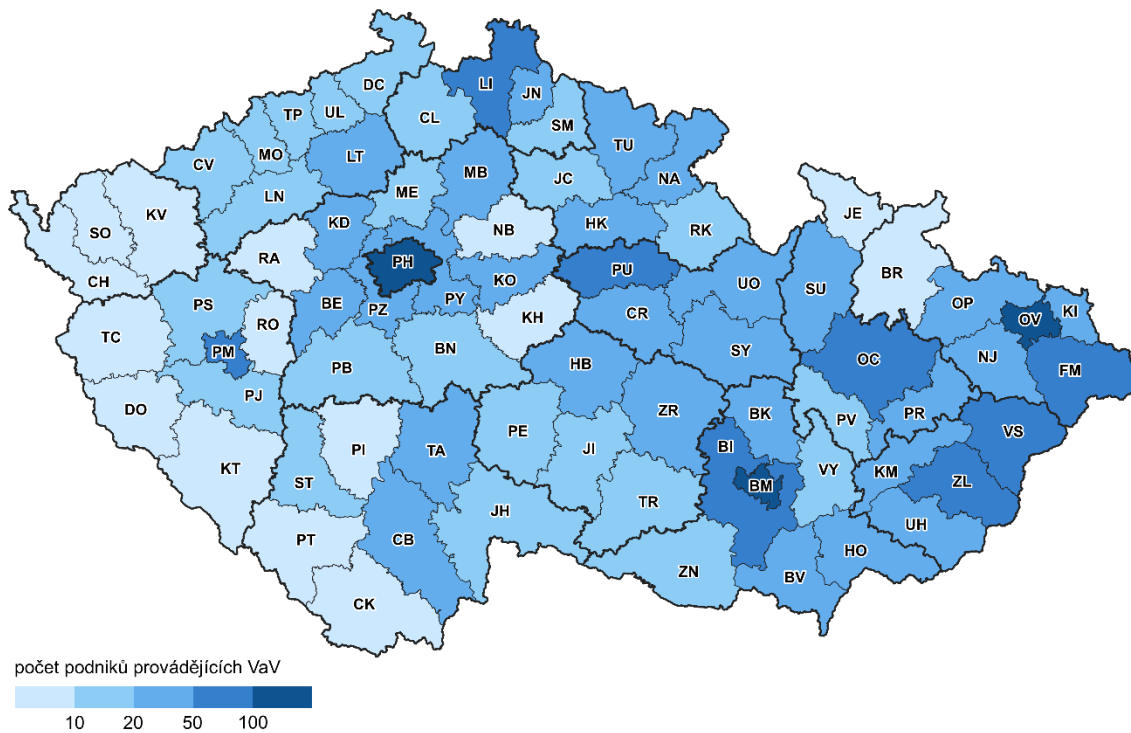 DC
LI
JN
TP
UL
CL
SM
MO
LT
TU
CV
MB
JC
NA
LN
ME
KV
SO
KD
NB
HK
RK
RA
PH
CH
PU
JE
BR
PS
BE
PZ
PY
KO
UO
SU
OP
KI
OV
TC
RO
KH
CR
PM
BN
SY
OC
NJ
FM
PB
HB
DO
PJ
ZR
BK
PV
PR
VS
KT
PI
TA
PE
JI
BI
VY
KM
ZL
ST
BM
JH
TR
UH
PT
CB
HO
ZN
BV
CK
počet podniků provádějících VaV
10 20 50 100